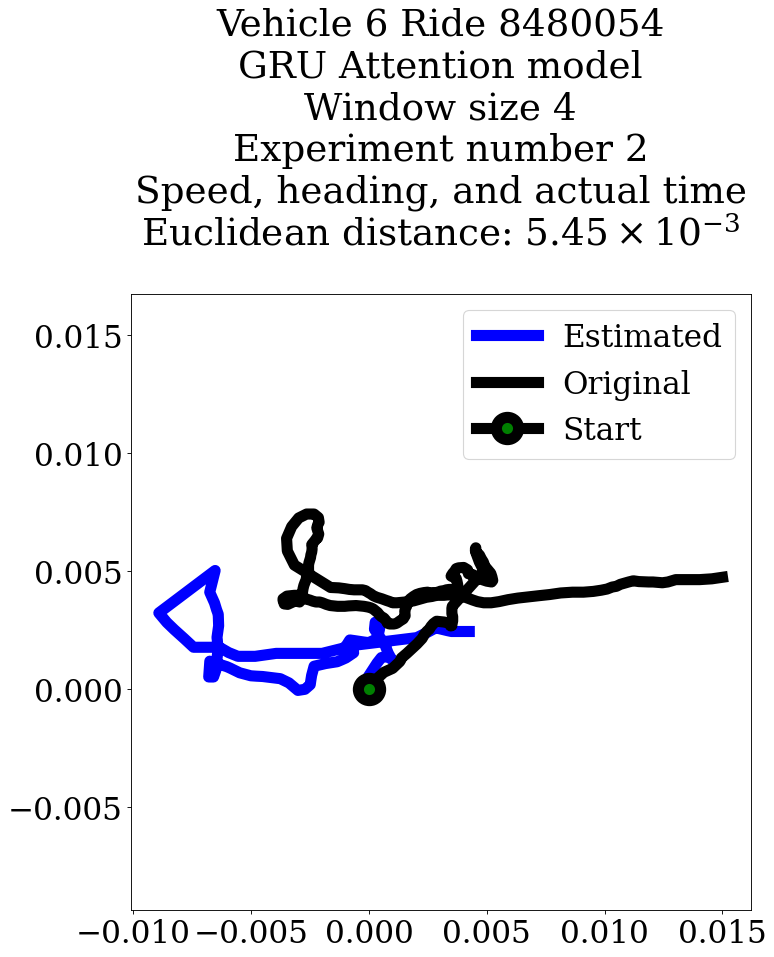 Vehicle 6 Ride 8480054
GRU Attention model
Window size 4
Experiment number 2
Speed, heading, and actual time
Euclidean distance: 5.45 × 10⁻³
Estimated
Original
Start
0.015
0.010
0.005
0.000
−0.005
−0.010 −0.005 0.000 0.005 0.010 0.015